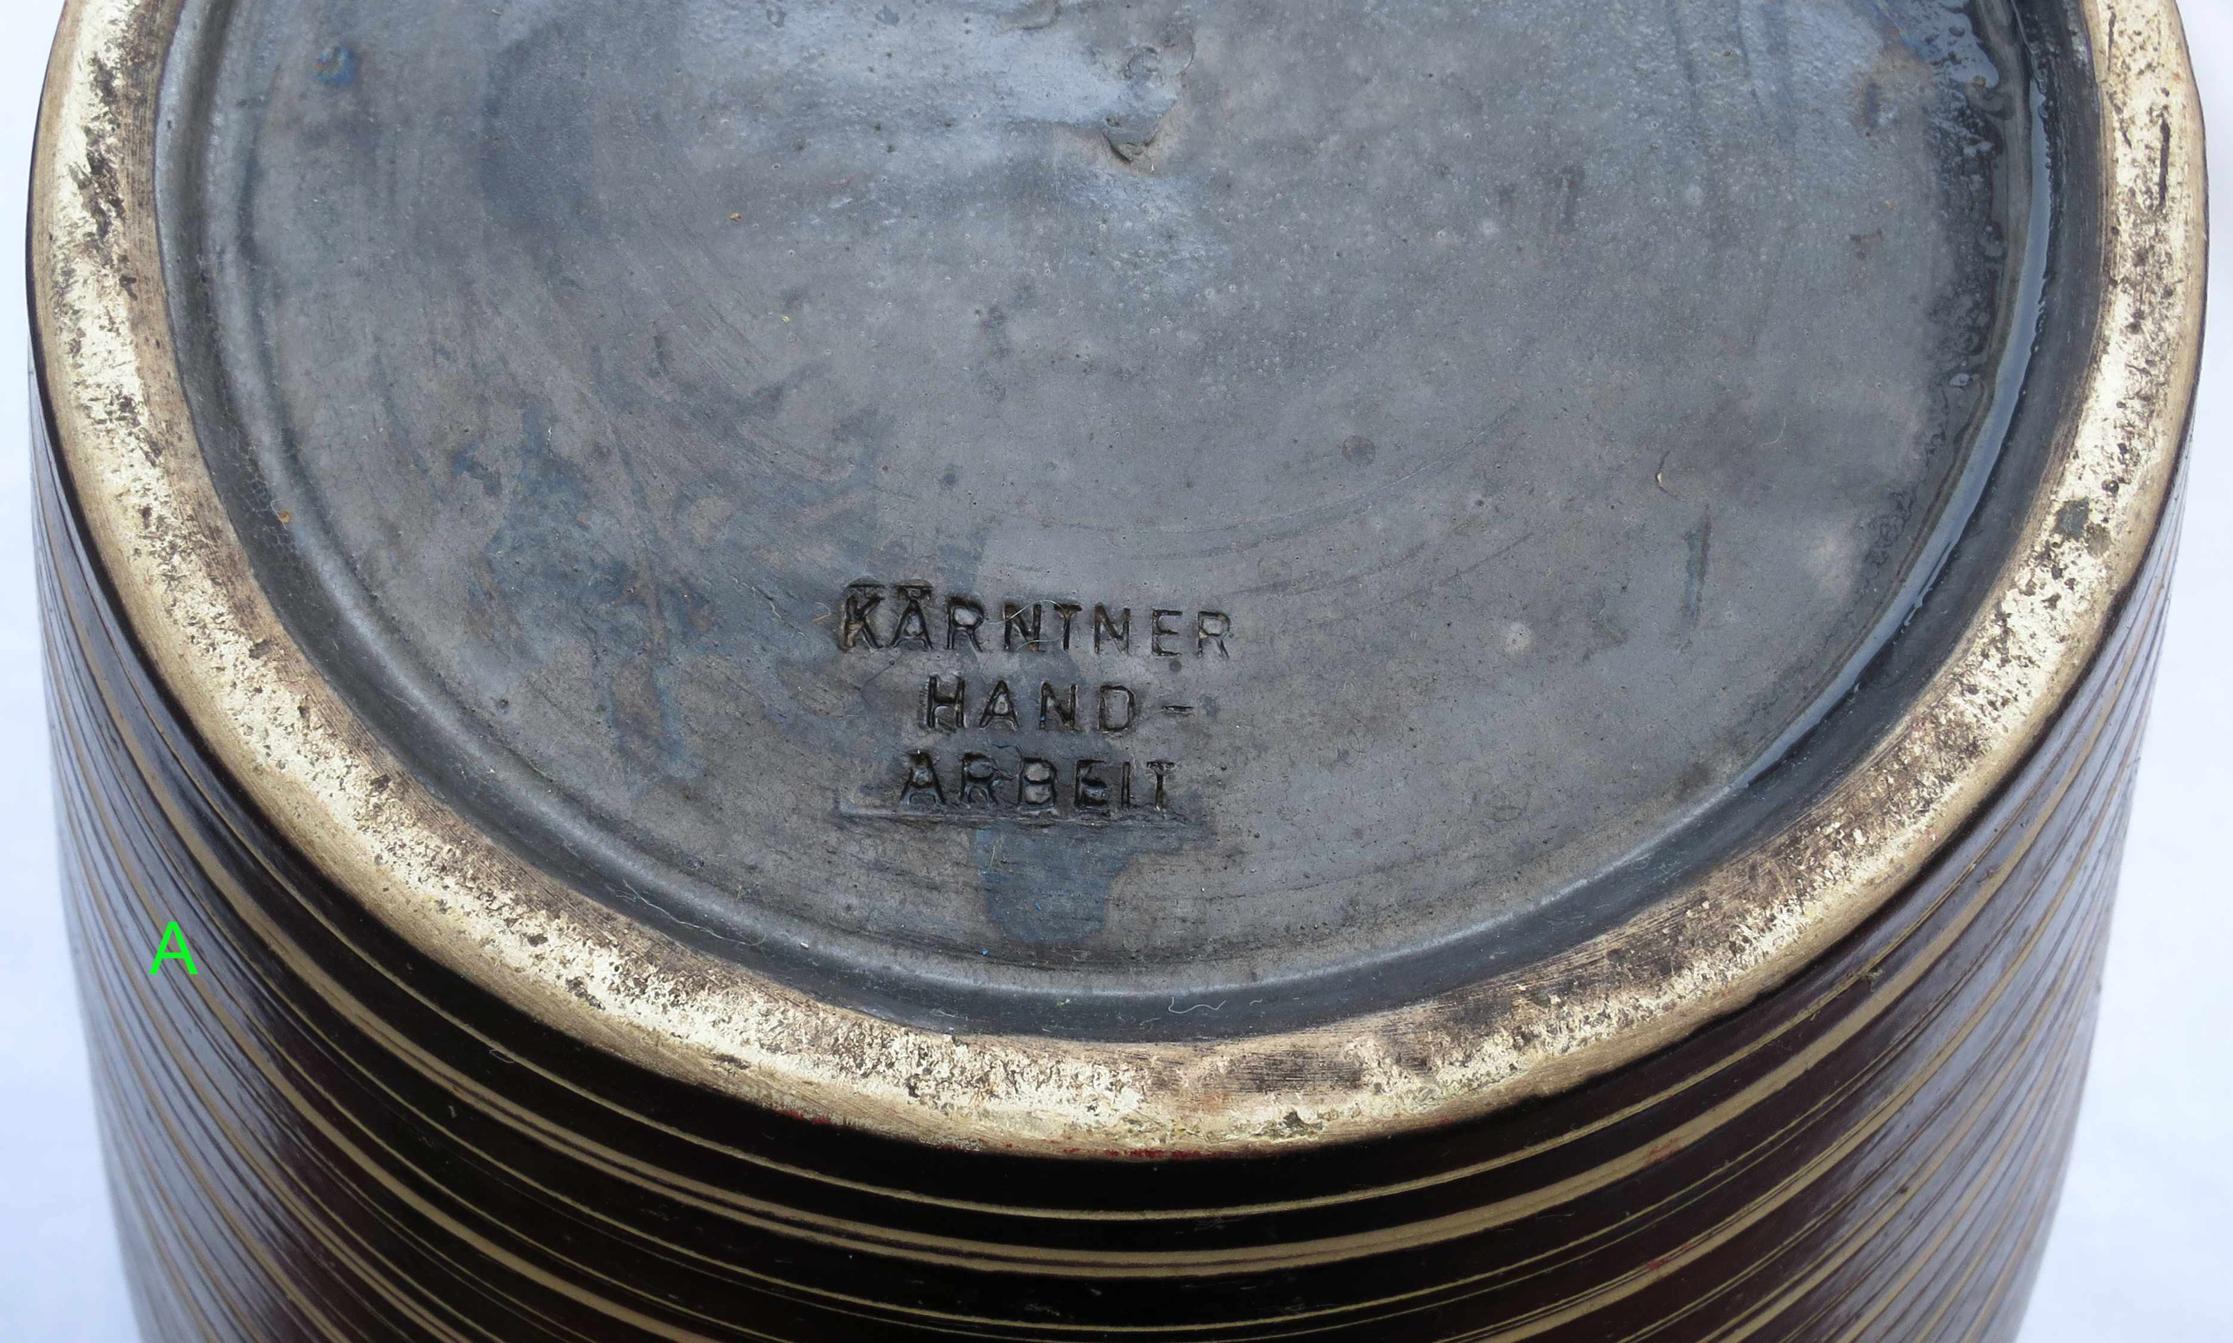 KÄRNTNER
HAND-
ARBEIT
A